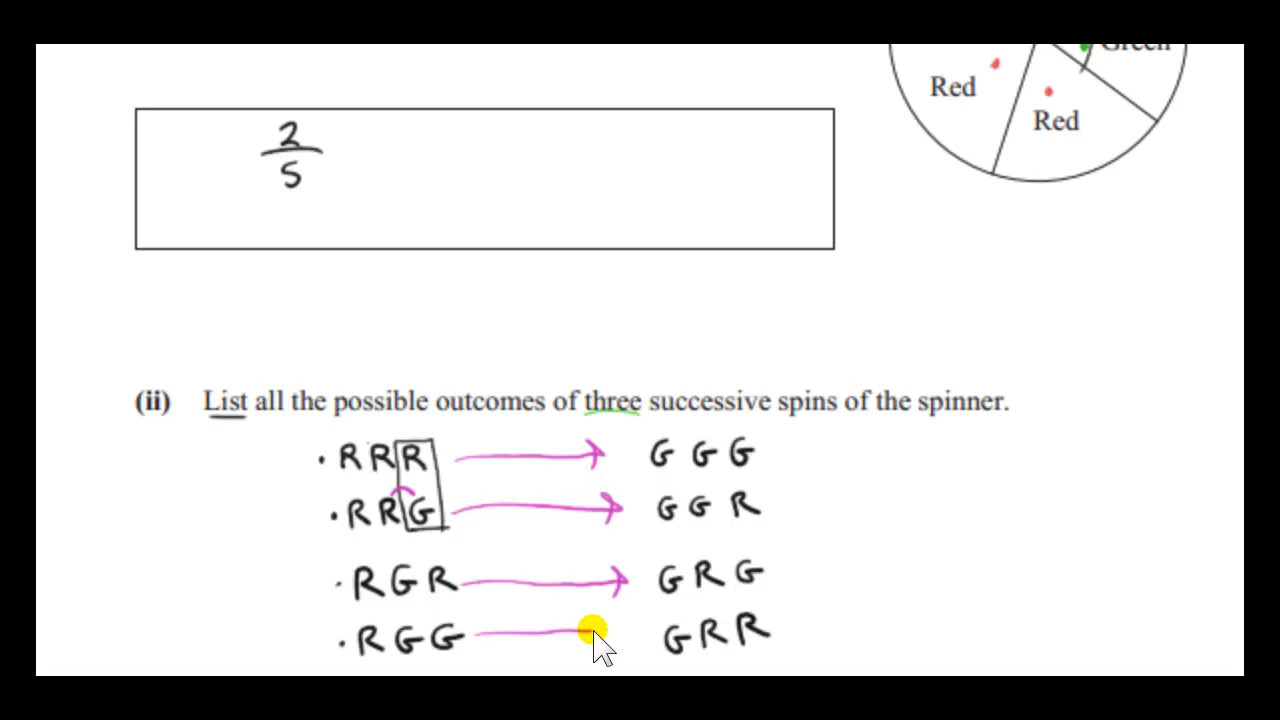 Green
Red
Red
2
5
(ii) List all the possible outcomes of three successive spins of the spinner.
. R R R G G G
. R R G G G R
. R G R G R G
. R G G G R R